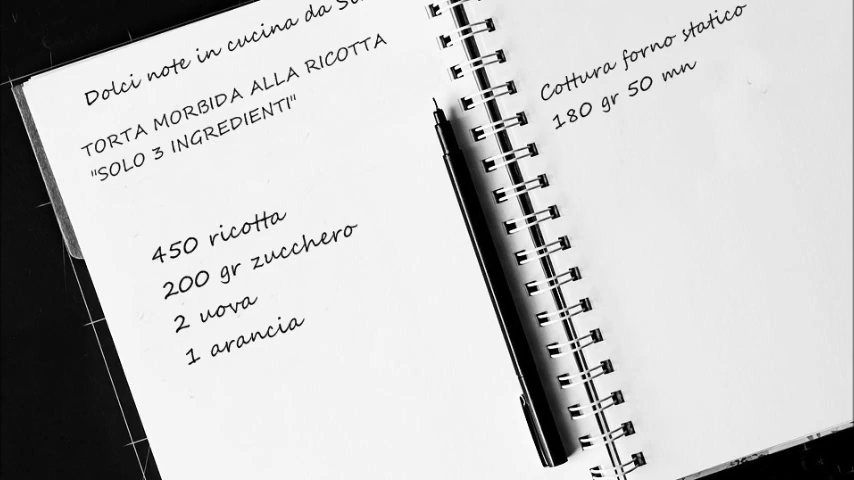 Dolci note in cucina da
TORTA MORBIDA ALLA RICOTTA
"SOLO 3 INGREDIENTI"
450 ricotta
200 gr zucchero
2 uova
1 arancia
Cottura forno statico
180 gr 50 mn